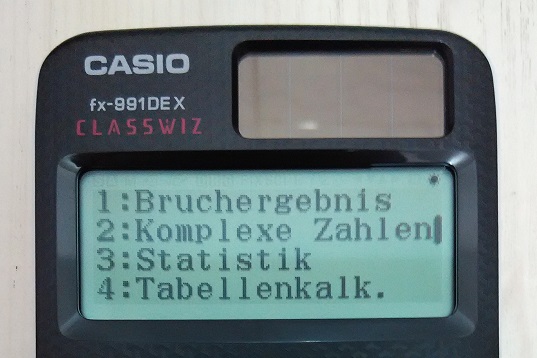 CASIO
fx-991DE X
CLASSWIZ
1:Bruchergebnis
2:Komplexe Zahlen
3:Statistik
4:Tabellenkalk.